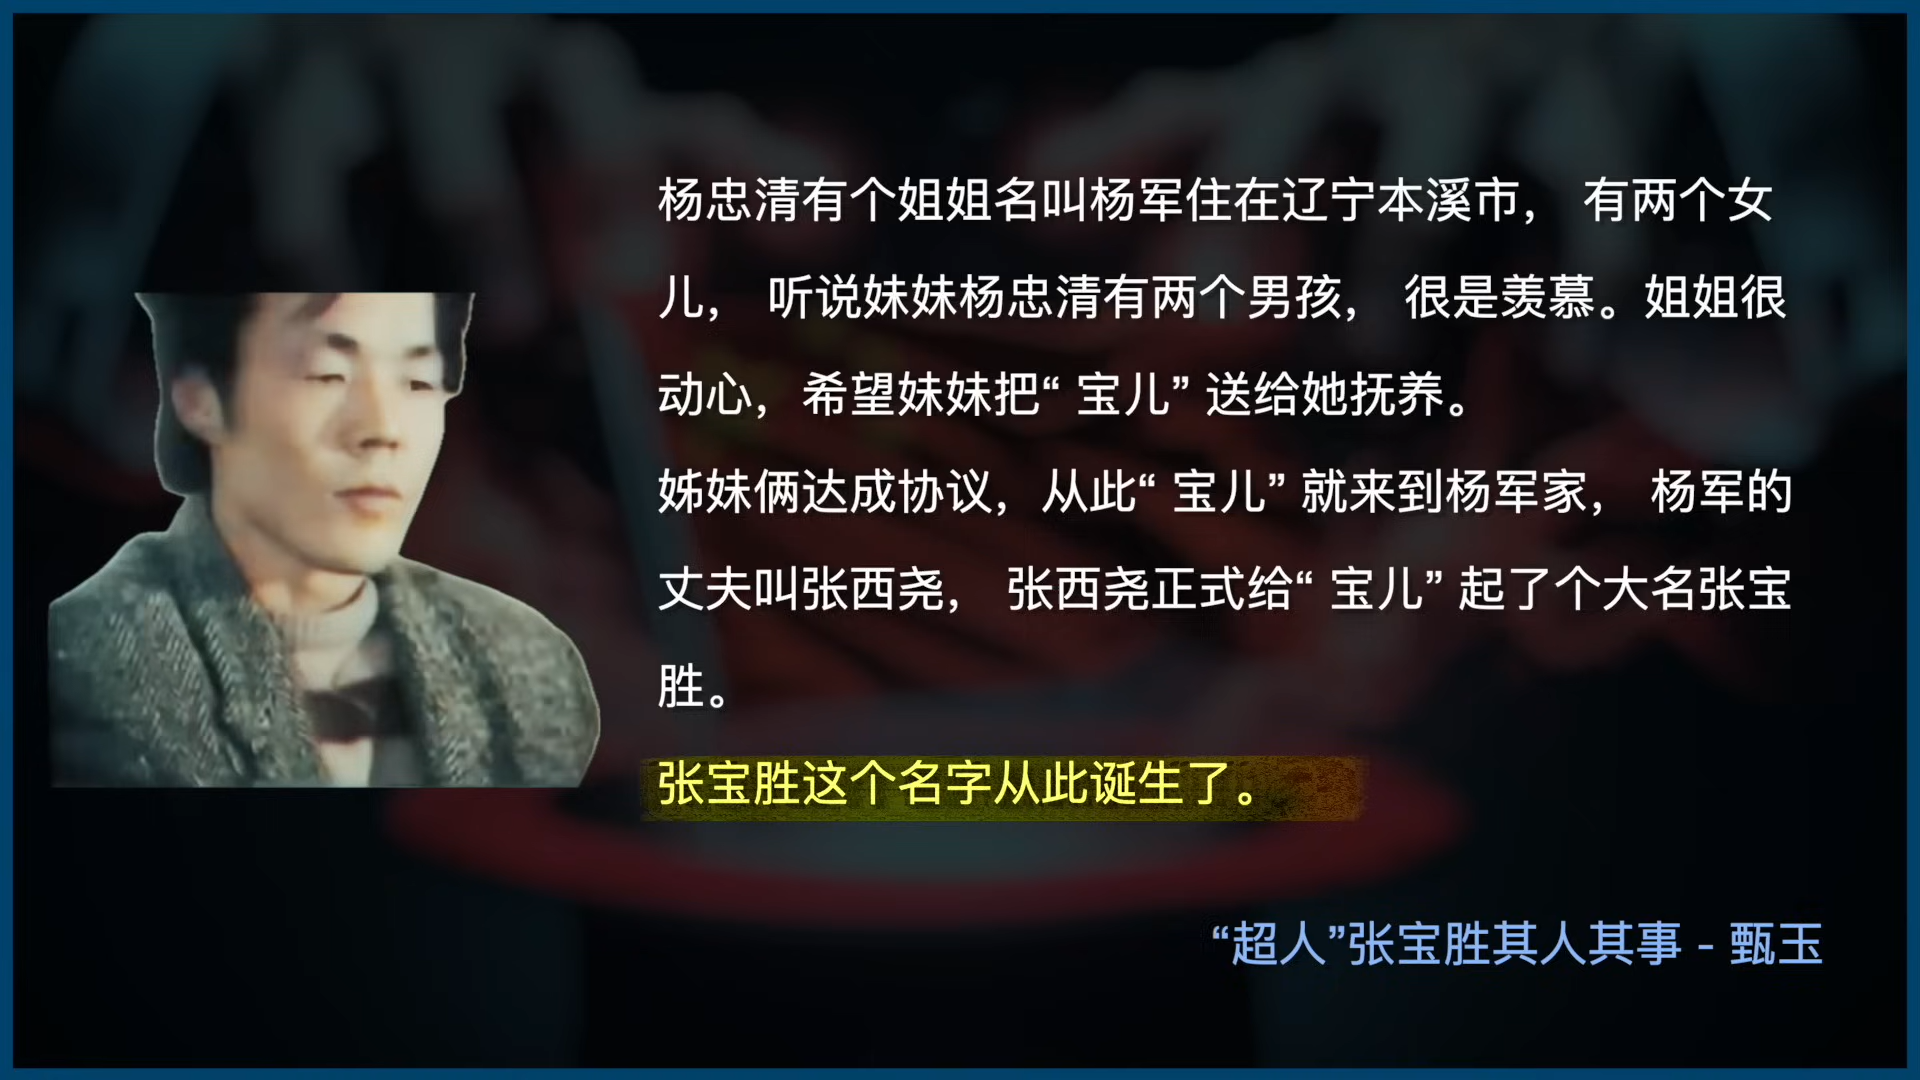 杨忠清有个姐姐名叫杨军住在辽宁本溪市， 有两个女
儿， 听说妹妹杨忠清有两个男孩， 很是羡慕。姐姐很
动心，希望妹妹把“ 宝儿” 送给她抚养。
姊妹俩达成协议，从此“ 宝儿” 就来到杨军家， 杨军的
丈夫叫张西尧， 张西尧正式给“ 宝儿” 起了个大名张宝
胜。
张宝胜这个名字从此诞生了。
“超人”张宝胜其人其事 - 甄玉